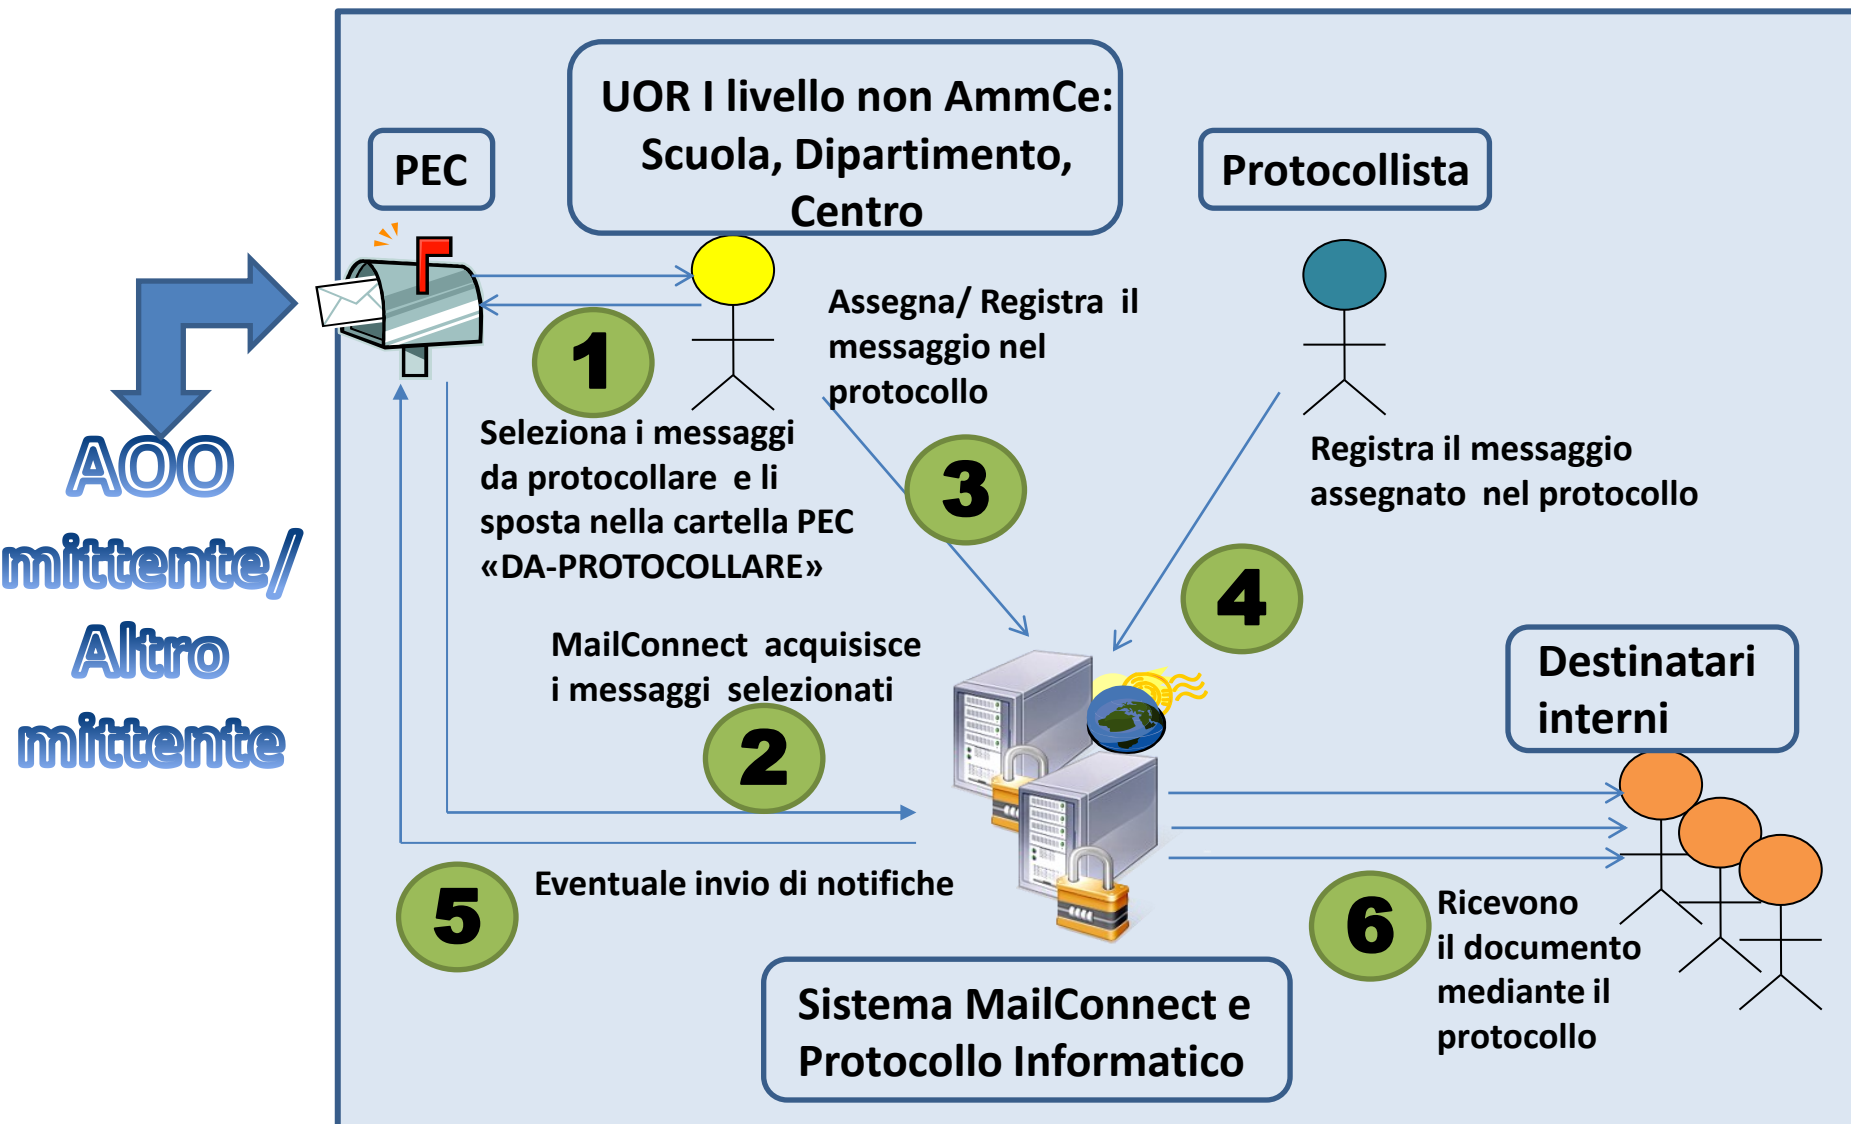 UOR I livello non AmmCe:
Scuola, Dipartimento,
Centro
PEC
Protocollista
1
Seleziona i messaggi
da protocollare e li
sposta nella cartella PEC
«DA-PROTOCOLLARE»
Assegna/ Registra il
messaggio nel
protocollo
3
Registra il messaggio
assegnato nel protocollo
4
AOO
mittente/
Altro
mittente
MailConnect acquisisce
i messaggi selezionati
2
Destinatari
interni
5
Eventuale invio di notifiche
6
Ricevono
il documento
mediante il
protocollo
Sistema MailConnect e
Protocollo Informatico